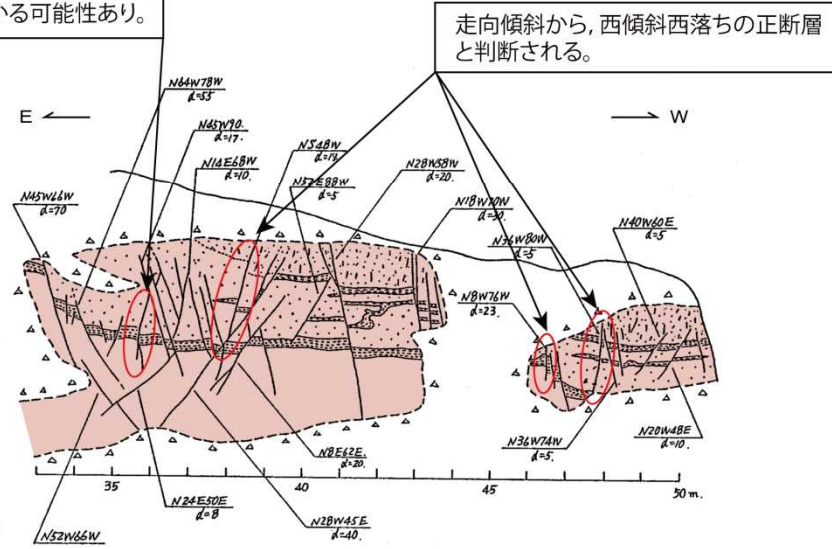 いる可能性あり。
走向傾斜から, 西傾斜西落ちの正断層
と判断される。
E
W
N64W78W
d=55
N45W90.
d=17.
N14E68W
d=10.
N54BW
d=14
N52E88W
d=5
N28W58W
d=20.
N18W70W
d=30.
N36W80W
d=5.
N40W60E
d=5
N45W66W
d=70
N8W76W
d=23.
N8E62E.
d=20.
N36W74W
d=5.
N20W48E
d=10.
35
40
45
50 m.
N24E50E
d=8
N28W45E
d=40.
N52W66W